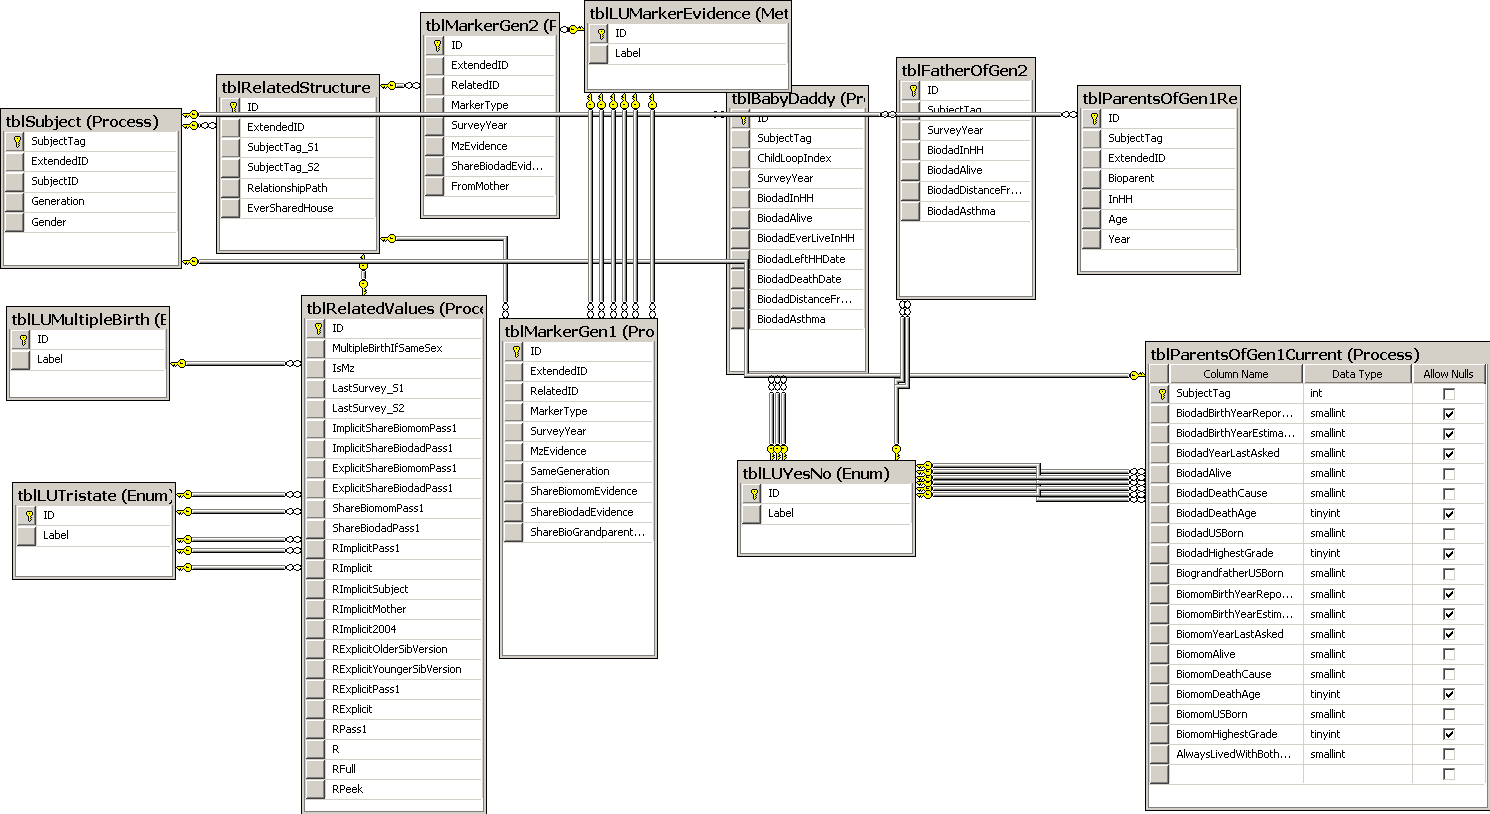 tblSubject (Process)
SubjectTag
ExtendedID
SubjectID
Generation
Gender
tblRelatedStructure
ID
ExtendedID
SubjectTag_S1
SubjectTag_S2
RelationshipPath
EverSharedHouse
tblMarkerGen2 (P
ID
ExtendedID
RelatedID
MarkerType
SurveyYear
MzEvidence
ShareBiodadEvid...
FromMother
tblLUMarkerEvidence (Met
ID
Label
tblBabyDaddy (Pro
ID
SubjectTag
ChildLoopIndex
SurveyYear
BiodadInHH
BiodadAlive
BiodadEverLiveInHH
BiodadLeftHHDate
BiodadDeathDate
BiodadDistanceFr...
BiodadAsthma
tblFatherOfGen2
ID
SubjectTag
SurveyYear
BiodadInHH
BiodadAlive
BiodadDistanceFr...
BiodadAsthma
tblParentsOfGen1Re
ID
SubjectTag
ExtendedID
Bioparent
InHH
Age
Year
tblLUMultipleBirth (E
ID
Label
tblLUTristate (Enum)
ID
Label
tblRelatedValues (Proce
ID
MultipleBirthIfSameSex
IsMz
LastSurvey_S1
LastSurvey_S2
ImplicitShareBiomomPass1
ImplicitShareBiodadPass1
ExplicitShareBiomomPass1
ExplicitShareBiodadPass1
ShareBiomomPass1
ShareBiodadPass1
RImplicitPass1
RImplicit
RImplicitSubject
RImplicitMother
RImplicit2004
RExplicitOlderSibVersion
RExplicitYoungerSibVersion
RExplicitPass1
RExplicit
RPass1
R
RFull
RPeek
tblMarkerGen1 (Pro
ID
ExtendedID
RelatedID
MarkerType
SurveyYear
MzEvidence
SameGeneration
ShareBiomomEvidence
ShareBiodadEvidence
ShareBioGrandparent...
tblLUYesNo (Enum)
ID
Label
tblParentsOfGen1Current (Process)
Column Name Data Type Allow Nulls
SubjectTag int
BiodadBirthYearRepor... smallint
BiodadBirthYearEstima... smallint
BiodadYearLastAsked smallint
BiodadAlive smallint
BiodadDeathCause smallint
BiodadDeathAge tinyint
BiodadUSBorn smallint
BiodadHighestGrade tinyint
BiograndfatherUSBorn smallint
BiomomBirthYearRepo... smallint
BiomomBirthYearEstim... smallint
BiomomYearLastAsked smallint
BiomomAlive smallint
BiomomDeathCause smallint
BiomomDeathAge tinyint
BiomomUSBorn smallint
BiomomHighestGrade tinyint
AlwaysLivedWithBoth... smallint